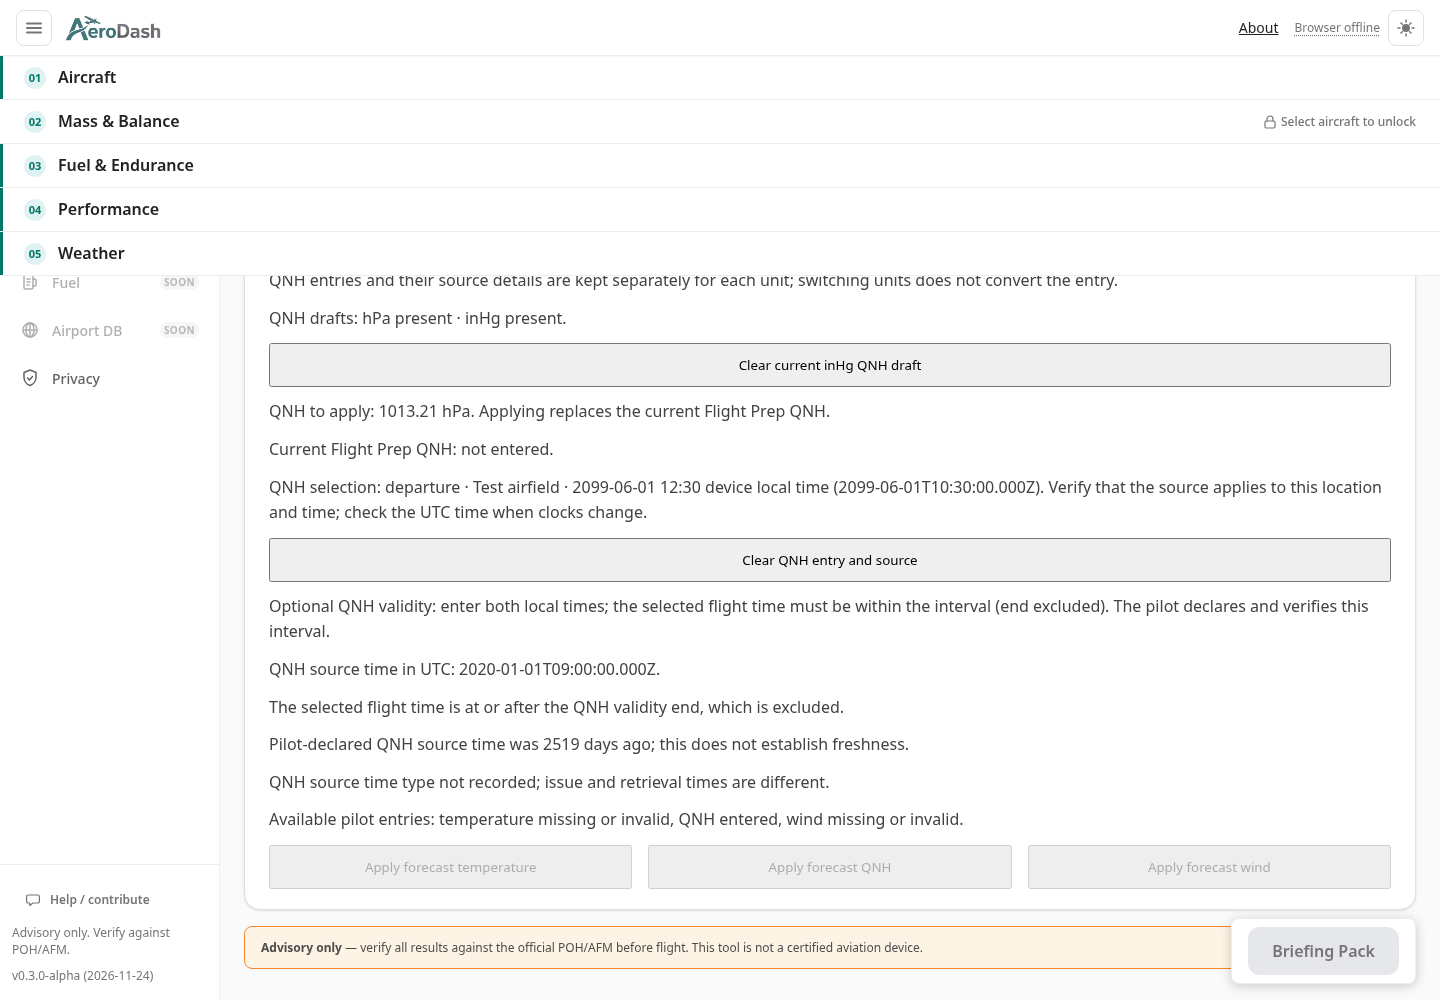 AeroDash
About
Browser offline
01 Aircraft
02 Mass & Balance
Select aircraft to unlock
03 Fuel & Endurance
04 Performance
05 Weather
Fuel SOON
Airport DB SOON
Privacy
QNH entries and their source details are kept separately for each unit; switching units does not convert the entry.
QNH drafts: hPa present · inHg present.
Clear current inHg QNH draft
QNH to apply: 1013.21 hPa. Applying replaces the current Flight Prep QNH.
Current Flight Prep QNH: not entered.
QNH selection: departure · Test airfield · 2099-06-01 12:30 device local time (2099-06-01T10:30:00.000Z). Verify that the source applies to this location
and time; check the UTC time when clocks change.
Clear QNH entry and source
Optional QNH validity: enter both local times; the selected flight time must be within the interval (end excluded). The pilot declares and verifies this
interval.
QNH source time in UTC: 2020-01-01T09:00:00.000Z.
The selected flight time is at or after the QNH validity end, which is excluded.
Pilot-declared QNH source time was 2519 days ago; this does not establish freshness.
QNH source time type not recorded; issue and retrieval times are different.
Available pilot entries: temperature missing or invalid, QNH entered, wind missing or invalid.
Apply forecast temperature
Apply forecast QNH
Apply forecast wind
Help / contribute
Advisory only. Verify against
POH/AFM.
v0.3.0-alpha (2026-11-24)
Advisory only — verify all results against the official POH/AFM before flight. This tool is not a certified aviation device.
Briefing Pack